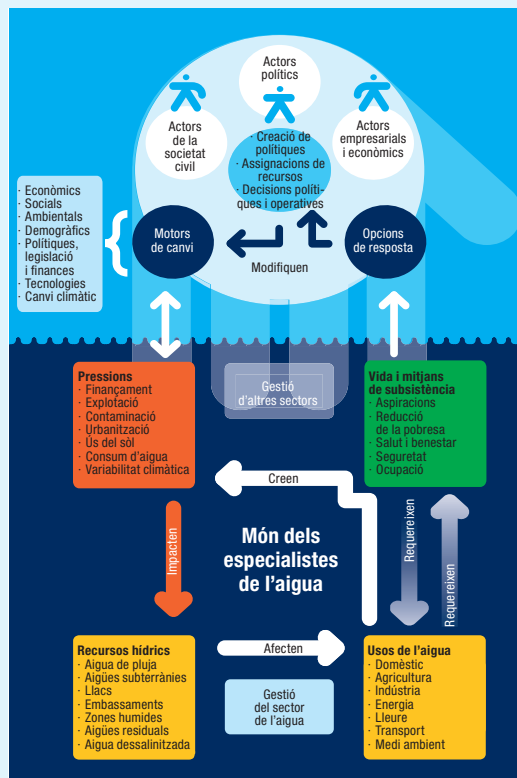 Actors
polítics
Actors
de la
societat
civil
· Creació de
polítiques
· Assignacions de
recursos
· Decisions políti-
ques i operatives
Actors
empresarials
i econòmics
· Econòmics
· Socials
· Ambientals
· Demogràfics
· Polítiques,
legislació
i finances
· Tecnologies
· Canvi climàtic
Motors
de canvi
Opcions
de resposta
Modifiquen
Pressions
· Finançament
· Explotació
· Contaminació
· Urbanització
· Ús del sòl
· Consum d'aigua
· Variabilitat climàtica
Gestió
d'altres sectors
Vida i mitjans
de subsistència
· Aspiracions
· Reducció
de la pobresa
· Salut i benestar
· Seguretat
· Ocupació
Creen
Impacten
Món dels
especialistes
de l'aigua
Requereixen
Requereixen
Recursos hídrics
· Aigua de pluja
· Aigües subterrànies
· Llacs
· Embassaments
· Zones humides
· Aigües residuals
· Aigua dessalinitzada
Afecten
Gestió
del sector
de l'aigua
Usos de l'aigua
· Domèstic
· Agricultura
· Indústria
· Energia
· Lleure
· Transport
· Medi ambient